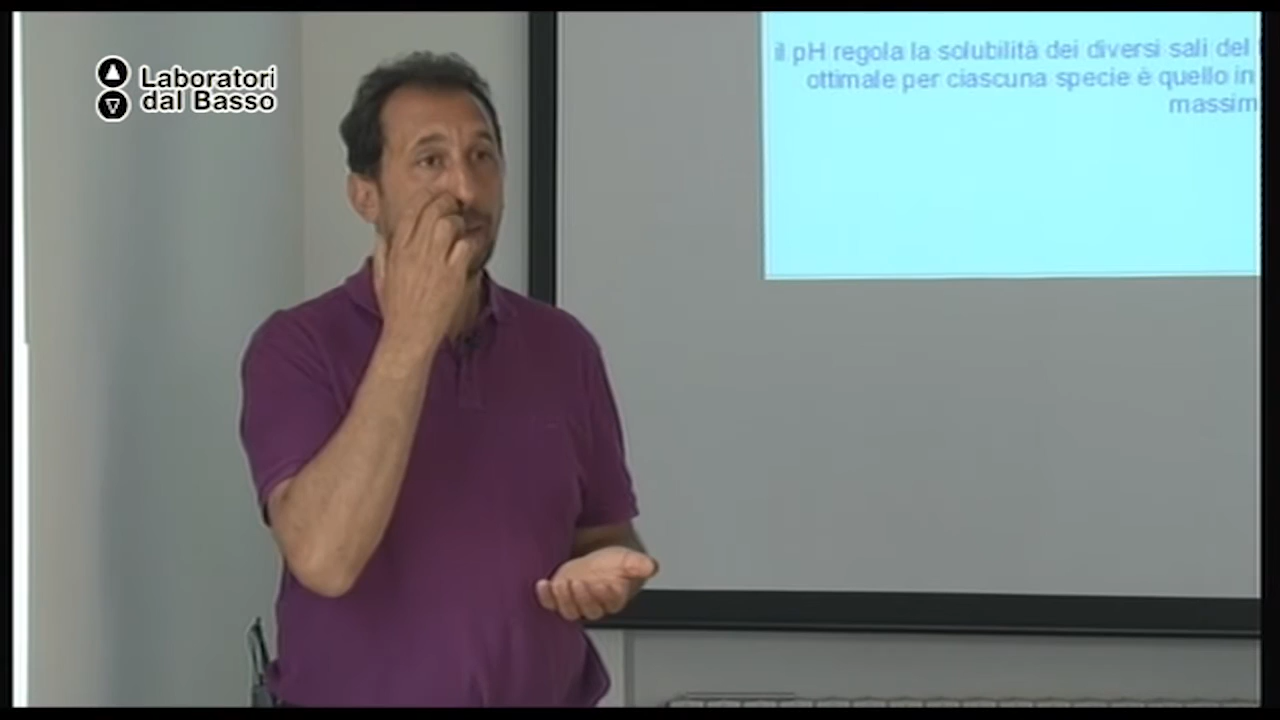 Laboratori
dal Basso
il pH regola la solubilità dei diversi sali del
ottimale per ciascuna specie è quello in
massim